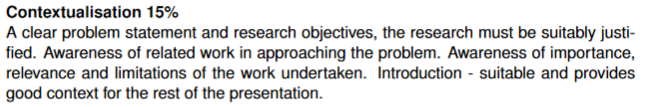 Contextualisation 15%
A clear problem statement and research objectives, the research must be suitably justi-
fied. Awareness of related work in approaching the problem. Awareness of importance,
relevance and limitations of the work undertaken. Introduction - suitable and provides
good context for the rest of the presentation.